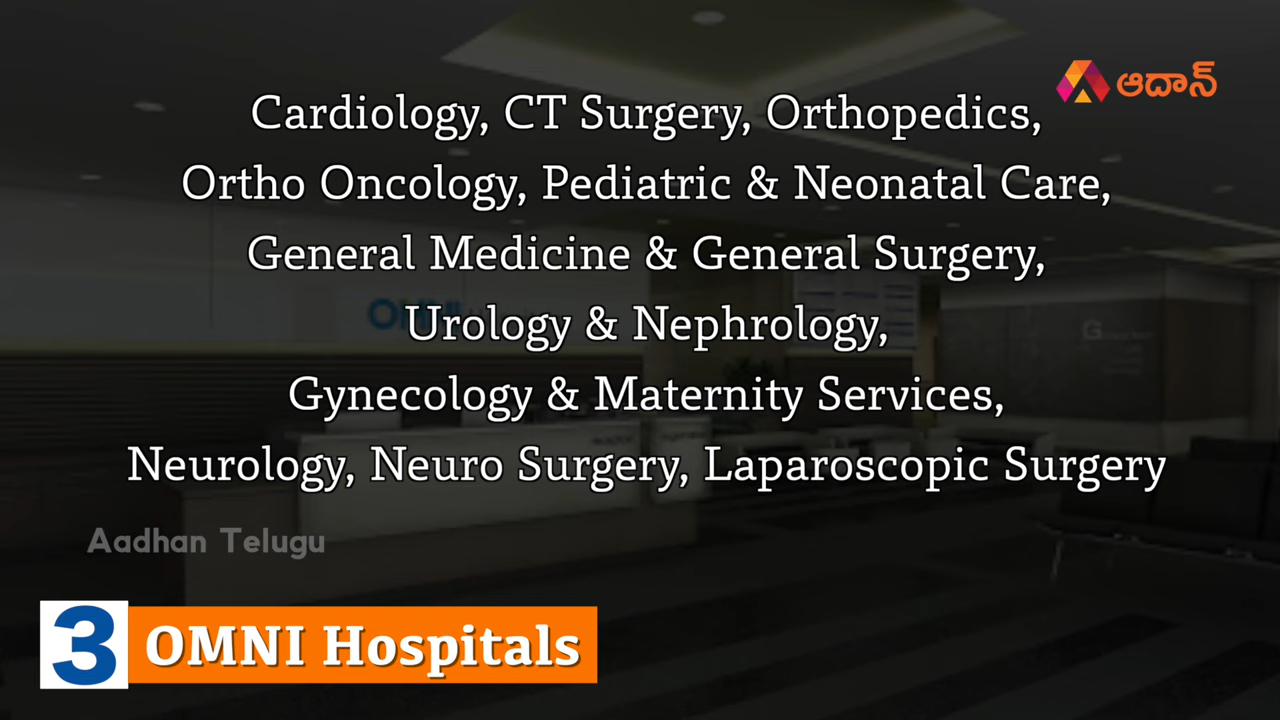 ఆదాన్
Cardiology, CT Surgery, Orthopedics,
Ortho Oncology, Pediatric & Neonatal Care,
General Medicine & General Surgery,
Urology & Nephrology,
Gynecology & Maternity Services,
Neurology, Neuro Surgery, Laparoscopic Surgery
Aadhan Telugu
3 OMNI Hospitals